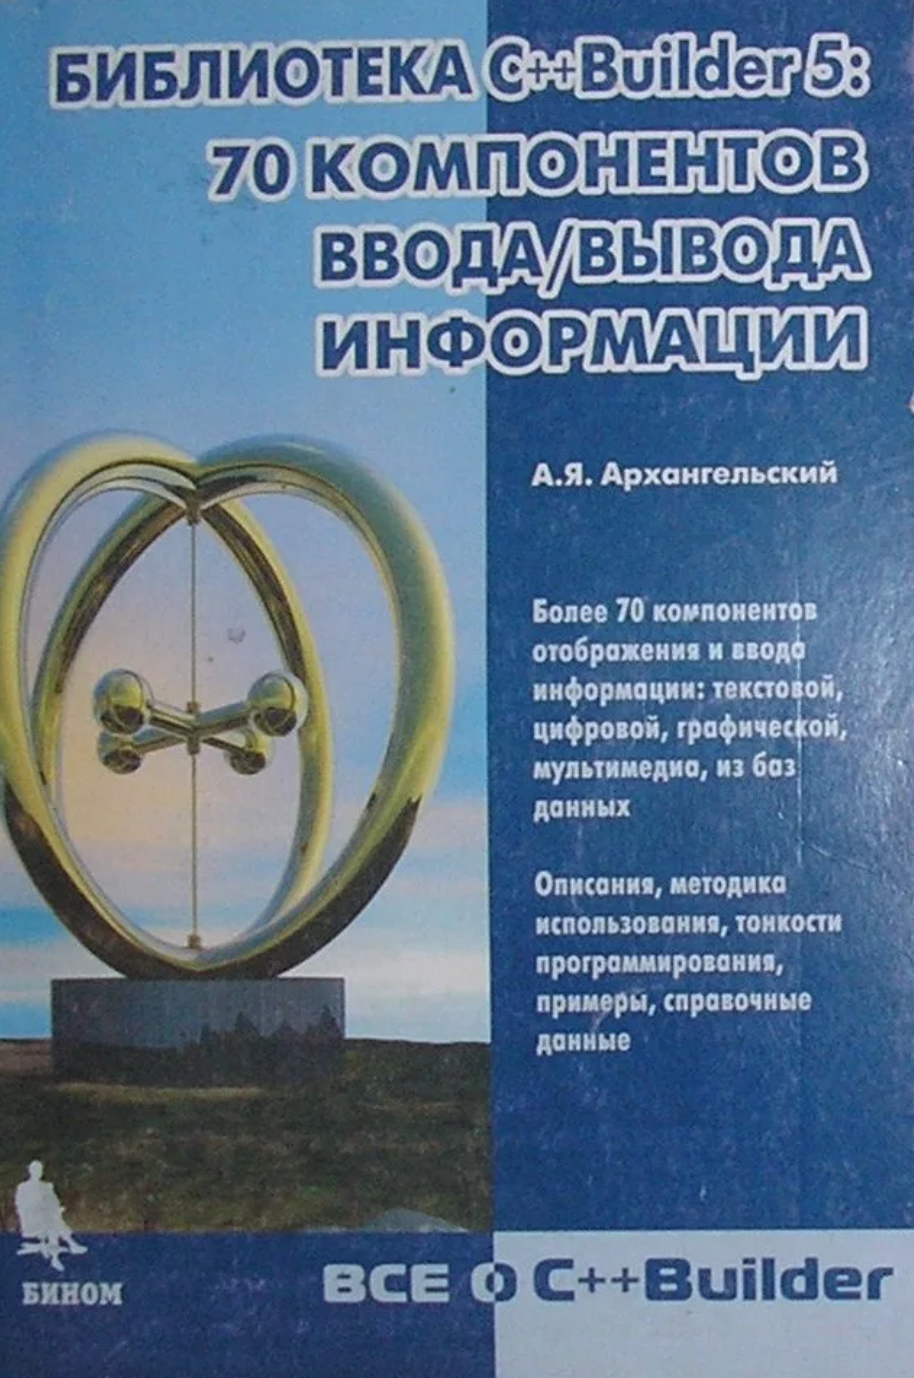 БИБЛИОТЕКА C++Builder 5:
70 КОМПОНЕНТОВ
ВВОДА/ВЫВОДА
ИНФОРМАЦИИ
А.Я. Архангельский
Более 70 компонентов
отображения и ввода
информации: текстовой,
цифровой, графической,
мультимедиа, из баз
данных
Описания, методика
использования, тонкости
программирования,
примеры, справочные
данные
БИНОМ
ВСЕ О C++Builder